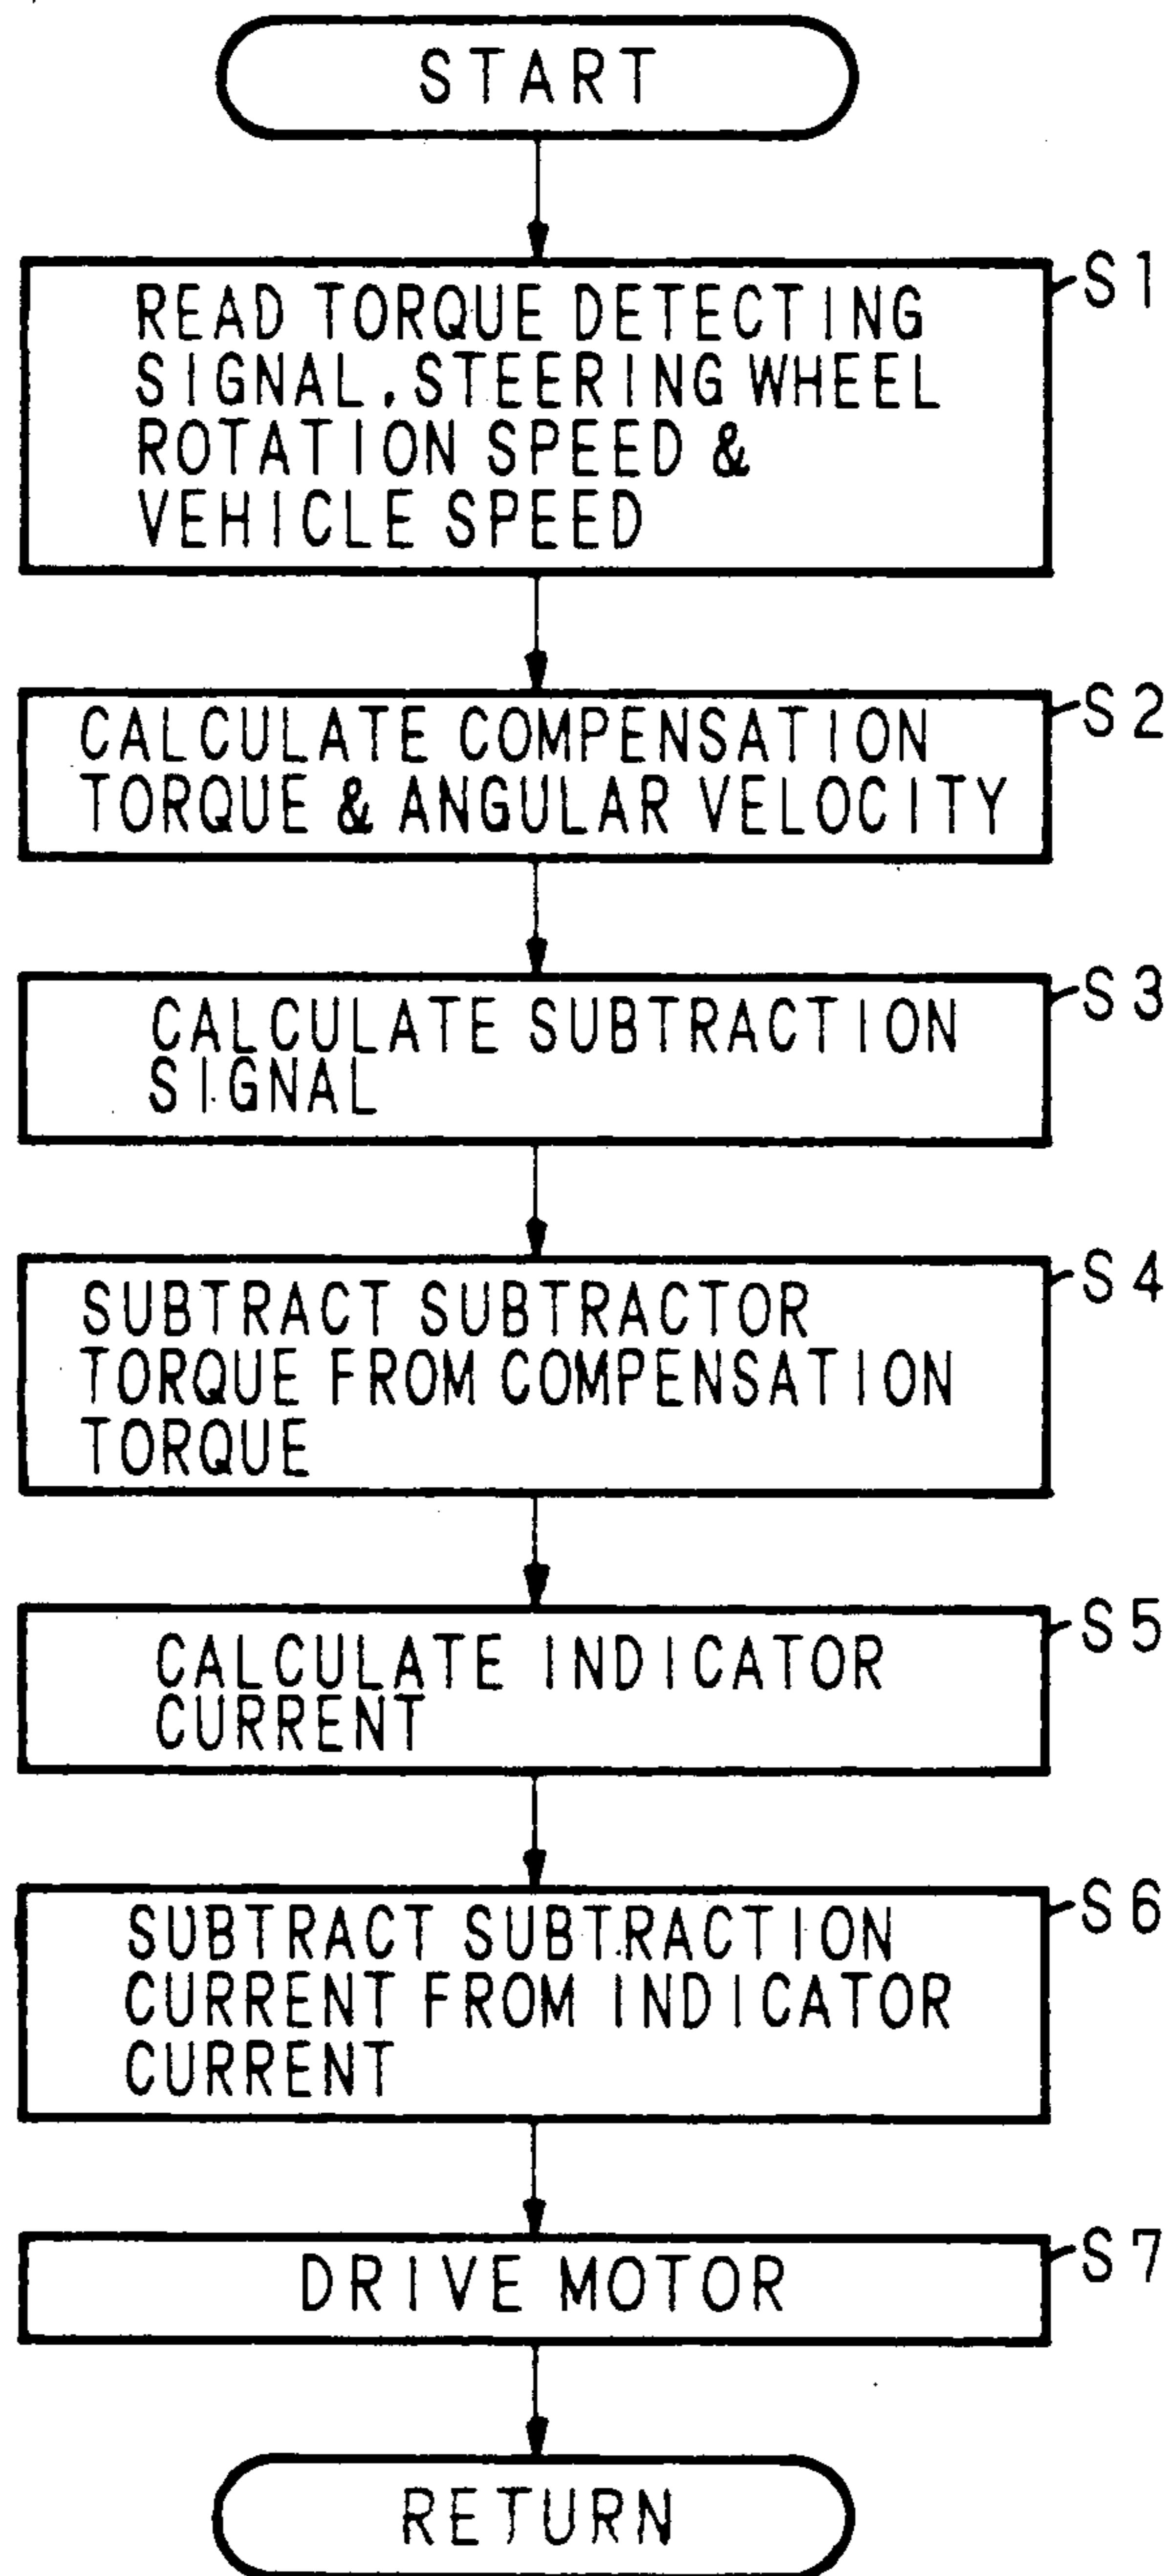 START
S1
READ TORQUE DETECTING
SIGNAL, STEERING WHEEL
ROTATION SPEED &
VEHICLE SPEED
S2
CALCULATE COMPENSATION
TORQUE & ANGULAR VELOCITY
S3
CALCULATE SUBTRACTION
SIGNAL
S4
SUBTRACT SUBTRACTOR
TORQUE FROM COMPENSATION
TORQUE
S5
CALCULATE INDICATOR
CURRENT
S6
SUBTRACT SUBTRACTION
CURRENT FROM INDICATOR
CURRENT
S7
DRIVE MOTOR
RETURN